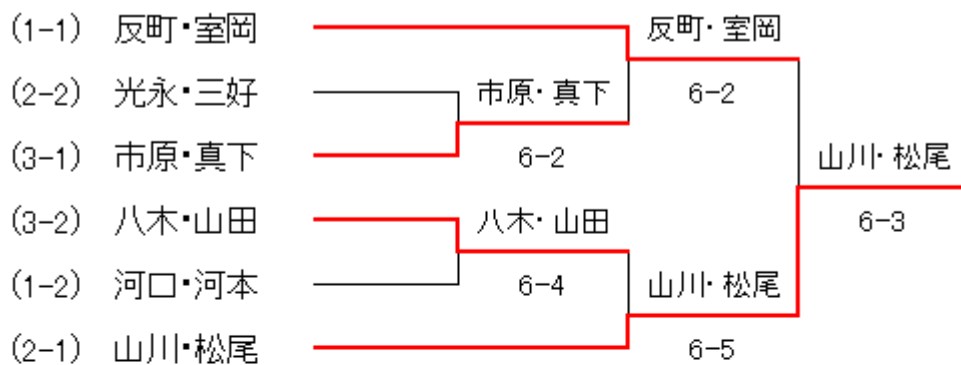 (1-1) 反町・室岡
反町・室岡
(2-2) 光永・三好
市原・真下
6-2
(3-1) 市原・真下
6-2
山川・松尾
(3-2) 八木・山田
八木・山田
6-3
(1-2) 河口・河本
6-4
山川・松尾
(2-1) 山川・松尾
6-5